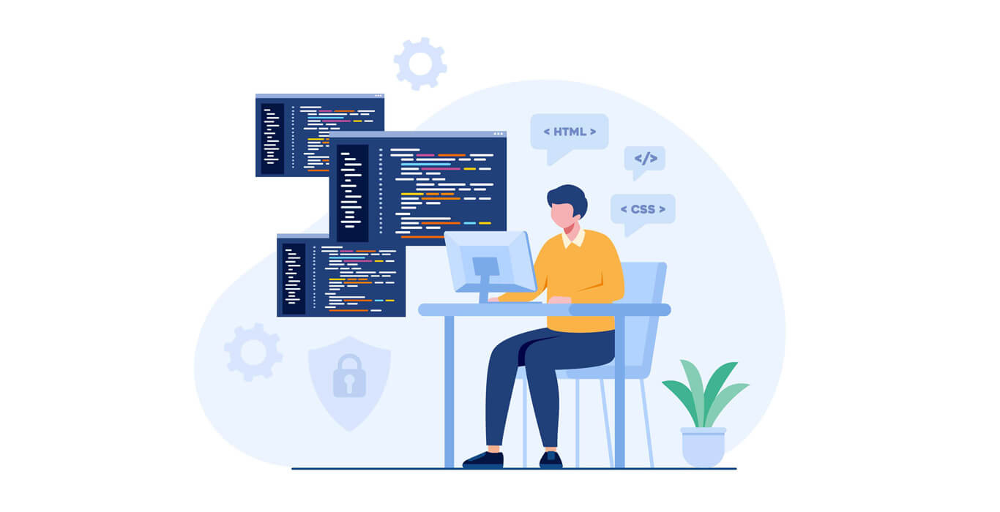 < HTML >
</>
< CSS >